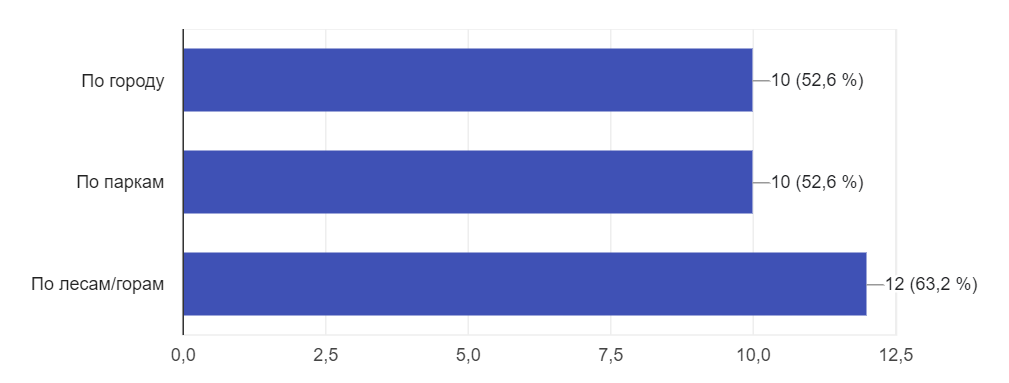 По городу
10 (52,6 %)
По паркам
10 (52,6 %)
По лесам/горам
12 (63,2 %)
0,0 2,5 5,0 7,5 10,0 12,5